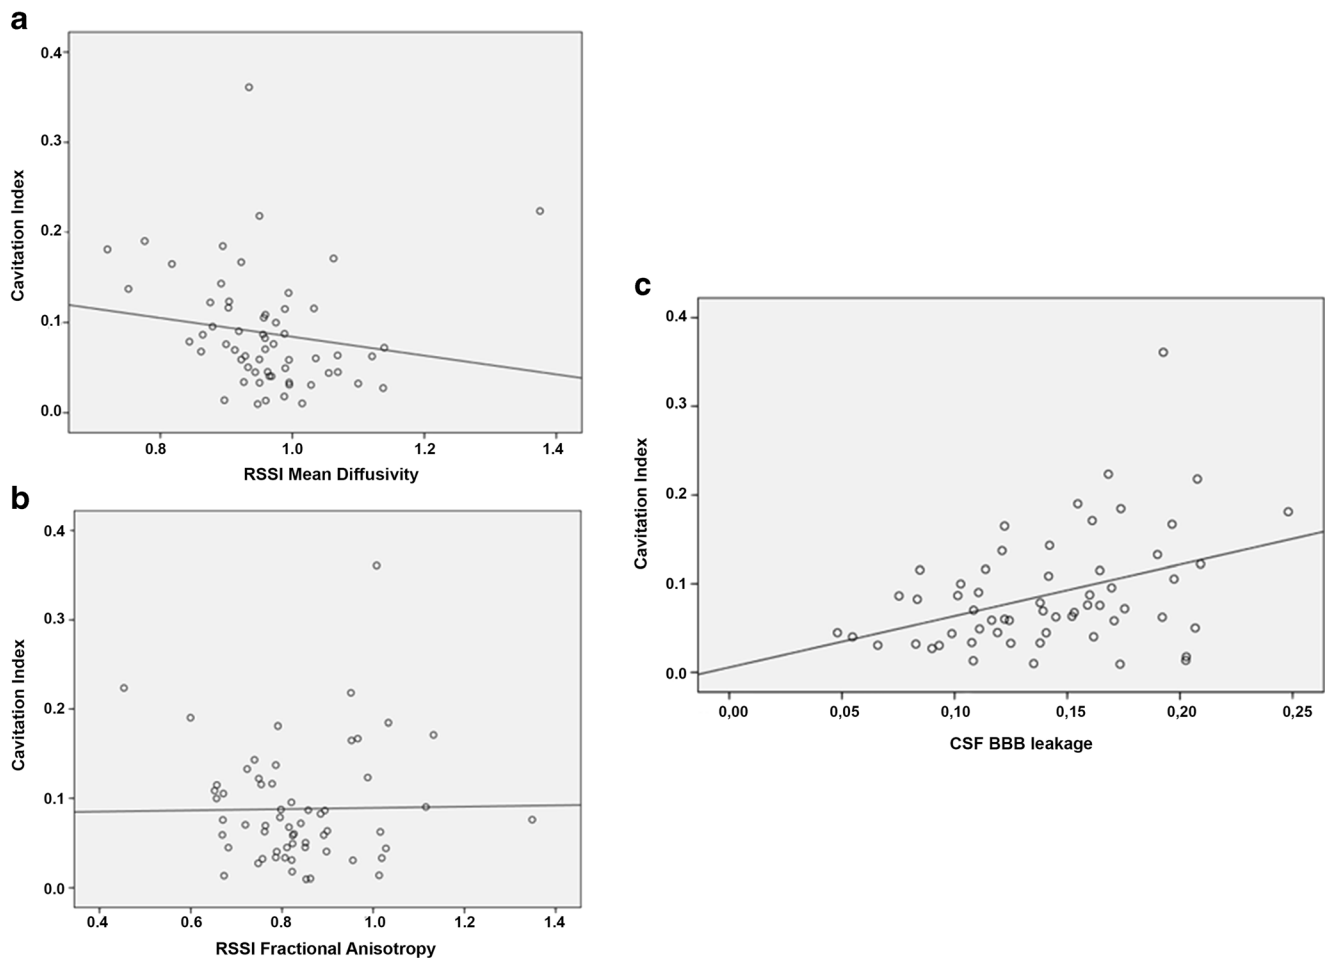 a
0.4
0.3
0.2
0.1
0.0
Cavitation Index
0.8 1.0 1.2 1.4
RSSI Mean Diffusivity
b
0.4
0.3
0.2
0.1
0.0
Cavitation Index
0.4 0.6 0.8 1.0 1.2 1.4
RSSI Fractional Anisotropy
c
0.4
0.3
0.2
0.1
0.0
Cavitation Index
0,00 0,05 0,10 0,15 0,20 0,25
CSF BBB leakage